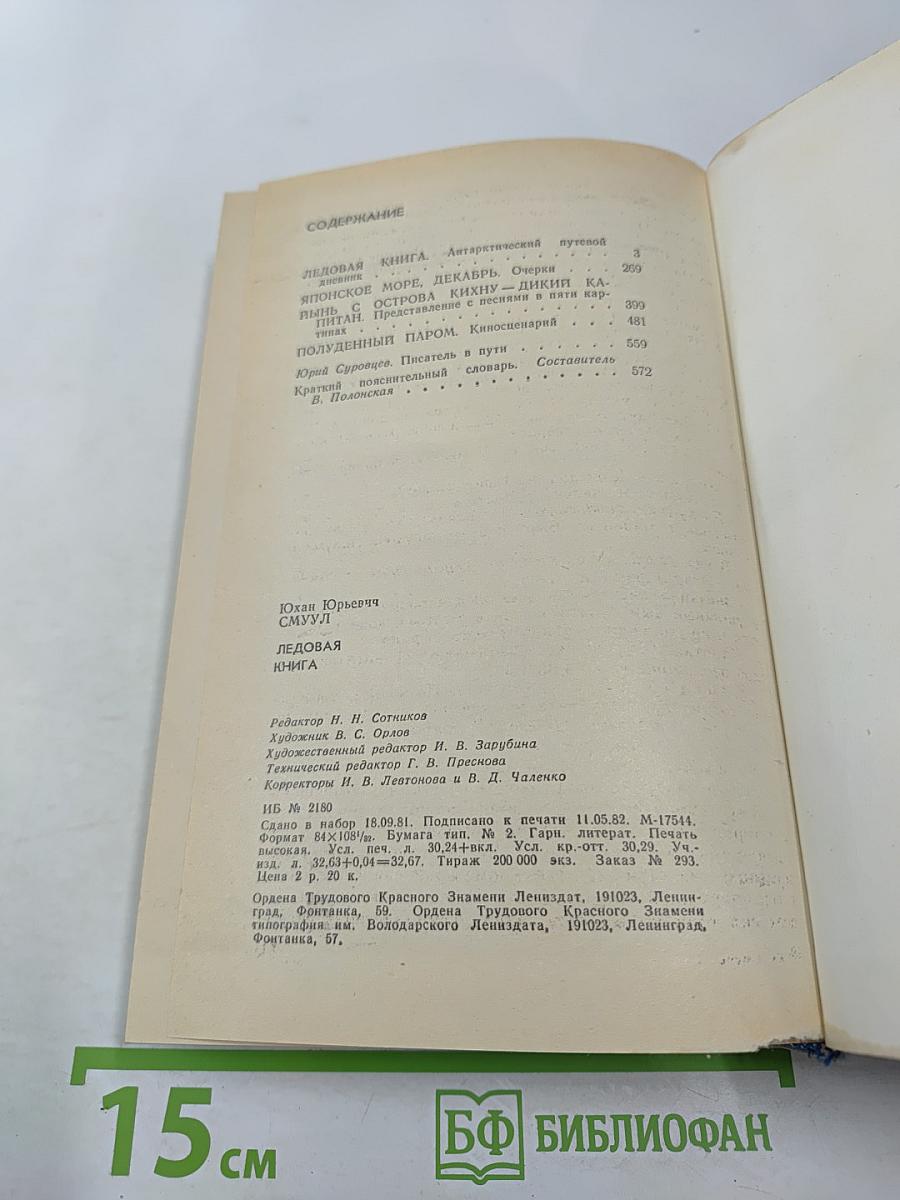 СОДЕРЖАНИЕ
ЛЕДОВАЯ КНИГА. Антарктический путевой
дневник . . . . . . . . . . . . . 3
ЯПОНСКОЕ МОРЕ, ДЕКАБРЬ. Очерки . . . 269
ЙЫНЬ С ОСТРОВА КИХНУ — ДИКИЙ КА-
ПИТАН. Представление с песнями в пяти кар-
тинах . . . . . . . . . . . . . 399
ПОЛУДЕННЫЙ ПАРОМ. Киносценарий . . . 481
Юрий Суровцев. Писатель в пути . . . . . . 559
Краткий пояснительный словарь. Составитель
В. Полонская . . . . . . . . . . . . 572
Юхан Юрьевич
СМУУЛ
ЛЕДОВАЯ
КНИГА
Редактор Н. Н. Сотников
Художник В. С. Орлов
Художественный редактор И. В. Зарубина
Технический редактор Г. В. Преснова
Корректоры И. В. Левтонова и В. Д. Чаленко
ИБ № 2180
Сдано в набор 18.09.81. Подписано к печати 11.05.82. М-17544.
Формат 84×108¹/₃₂. Бумага тип. № 2. Гарн. литерат. Печать
высокая. Усл. печ. л. 30,24+вкл. Усл. кр.-отт. 30,29. Уч.-
изд. л. 32,63+0,04=32,67. Тираж 200 000 экз. Заказ № 293.
Цена 2 р. 20 к.
Ордена Трудового Красного Знамени Лениздат, 191023, Ленин-
град, Фонтанка, 59. Ордена Трудового Красного Знамени
типография им. Володарского Лениздата, 191023, Ленинград,
Фонтанка, 57.
15 см
БФ БИБЛИОФАН